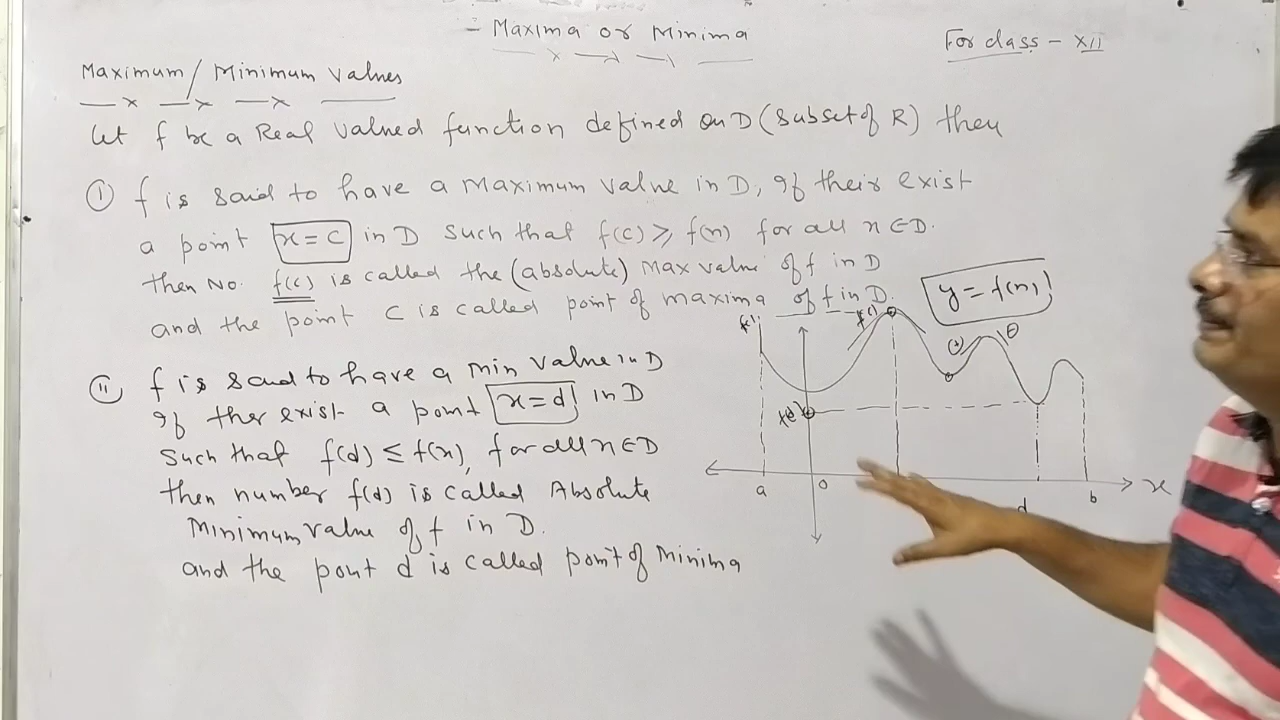 - Maxima or Minima
For class - XII
Maximum/Minimum values
let f be a Real valued function defined on D (subset of R) then
① f is said to have a Maximum value in D, if their exist
a point x=c in D such that f(c) ≥ f(x) for all x∈D.
then No. f(c) is called the (absolute) Max value of f in D
and the point c is called point of maxima of f in D.
y=f(x)
f(c)
ⓘⓘ f is said to have a min value in D
if ther exist a point x=d in D
such that f(d) ≤ f(x), for all x∈D
then number f(d) is called Absolute
Minimum value of f in D.
and the point d is called point of Minima
a
o
d
b
x